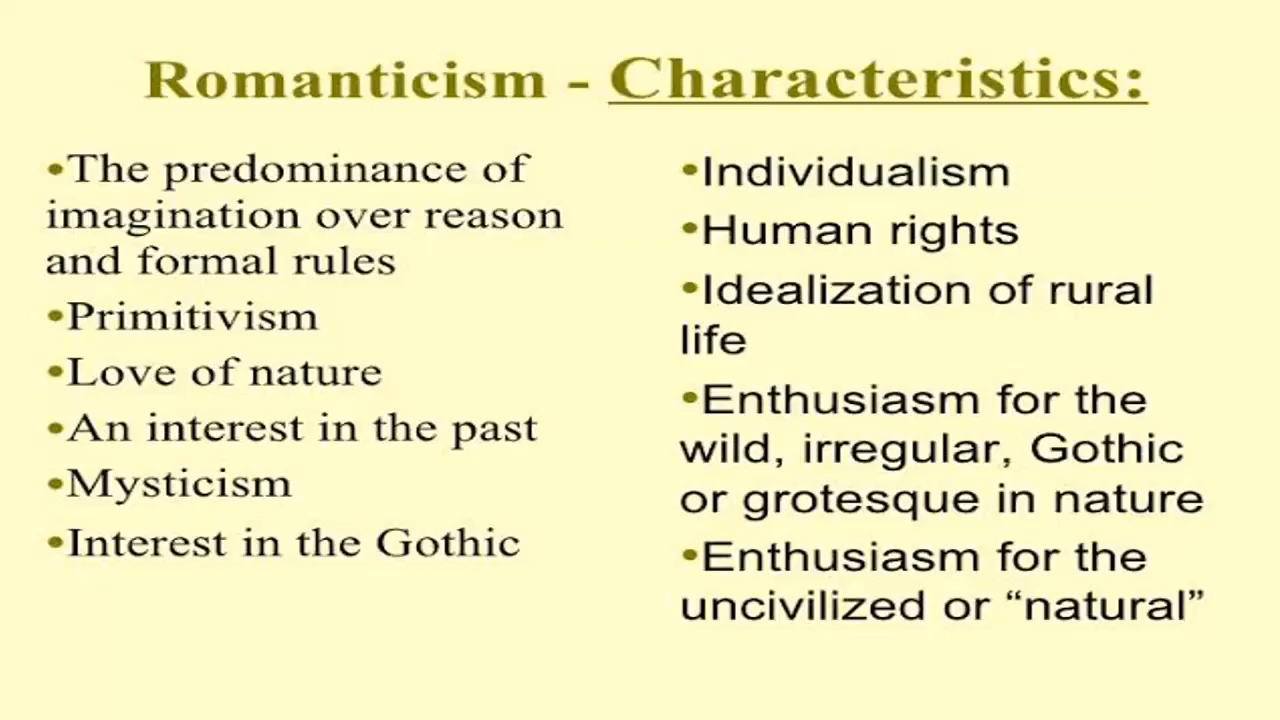 Romanticism - Characteristics:
•The predominance of
imagination over reason
and formal rules
•Primitivism
•Love of nature
•An interest in the past
•Mysticism
•Interest in the Gothic
•Individualism
•Human rights
•Idealization of rural
life
•Enthusiasm for the
wild, irregular, Gothic
or grotesque in nature
•Enthusiasm for the
uncivilized or “natural”